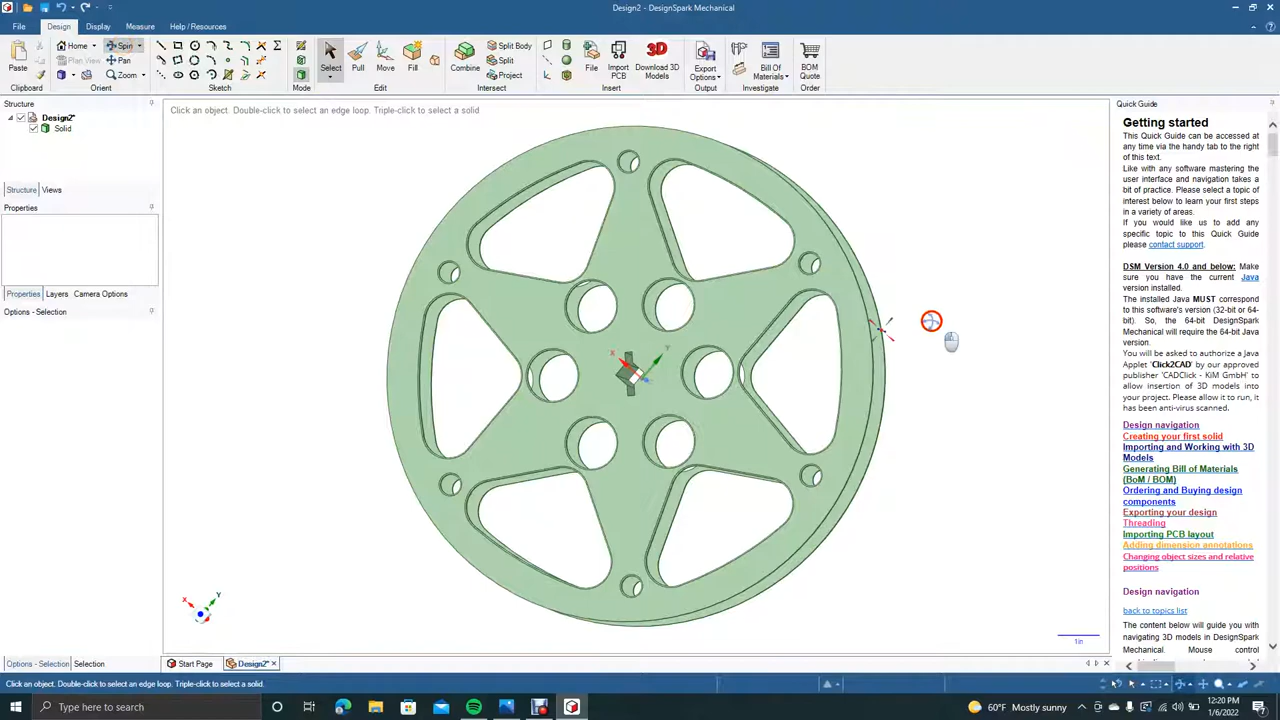 Design2 - DesignSpark Mechanical
File Design Display Measure Help / Resources
Paste
Home
Plan View
Spin
Pan
Zoom
Select
Pull
Move
Fill
Combine
Split Body
Split
Project
File
Import PCB
Download 3D Models
3D
Export Options
Bill Of Materials
BOM Quote
Clipboard Orient Sketch Mode Edit Intersect Insert Output Investigate Order
Structure
Design2*
Solid
Structure Views
Properties
Properties Layers Camera Options
Options - Selection
Click an object. Double-click to select an edge loop. Triple-click to select a solid
X
Y
X
Y
1in
Quick Guide
Getting started
This Quick Guide can be accessed at
any time via the handy tab to the right
of this text.
Like with any software mastering the
user interface and navigation takes a
bit of practice. Please select a topic of
interest below to learn your first steps
in a variety of areas.
If you would like us to add any
specific topic to this Quick Guide
please contact support.
DSM Version 4.0 and below: Make
sure you have the current Java
version installed.
The installed Java MUST correspond
to this software's version (32-bit or 64-
bit). So, the 64-bit DesignSpark
Mechanical will require the 64-bit Java
version.
You will be asked to authorize a Java
Applet 'Click2CAD' by our approved
publisher 'CADClick - KiM GmbH' to
allow insertion of 3D models into
your project. Please allow it to run, it
has been anti-virus scanned.
Design navigation
Creating your first solid
Importing and Working with 3D
Models
Generating Bill of Materials
(BoM / BOM)
Ordering and Buying design
components
Exporting your design
Threading
Importing PCB layout
Adding dimension annotations
Changing object sizes and relative
positions
Design navigation
back to topics list
The content below will guide you with
navigating 3D models in DesignSpark
Mechanical. Mouse control
Options - Selection Selection
Start Page Design2*
Click an object. Double-click to select an edge loop. Triple-click to select a solid.
Type here to search
60°F Mostly sunny
12:20 PM
1/6/2022